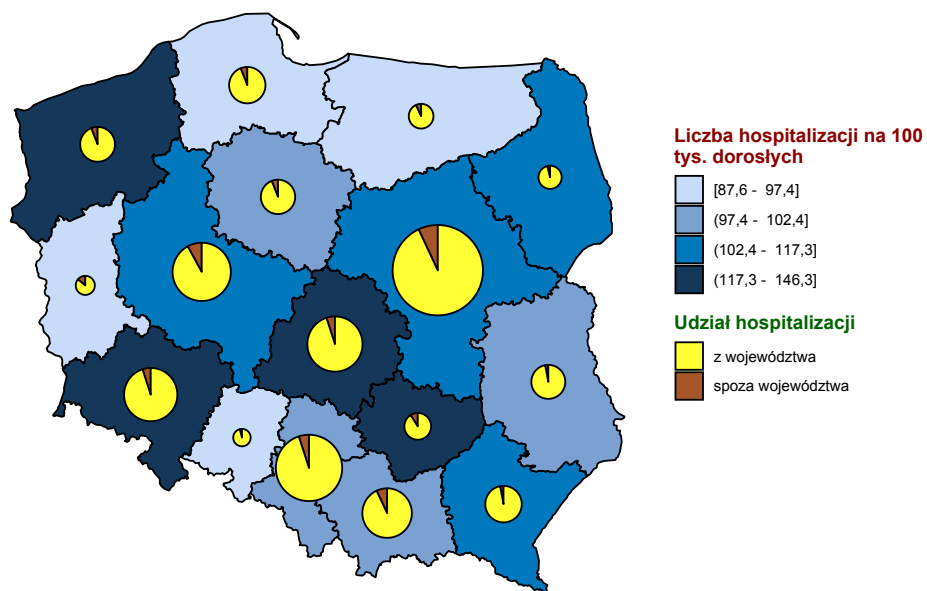 Liczba hospitalizacji na 100
tys. dorosłych
[87,6 - 97,4]
(97,4 - 102,4]
(102,4 - 117,3]
(117,3 - 146,3]
Udział hospitalizacji
z województwa
spoza województwa